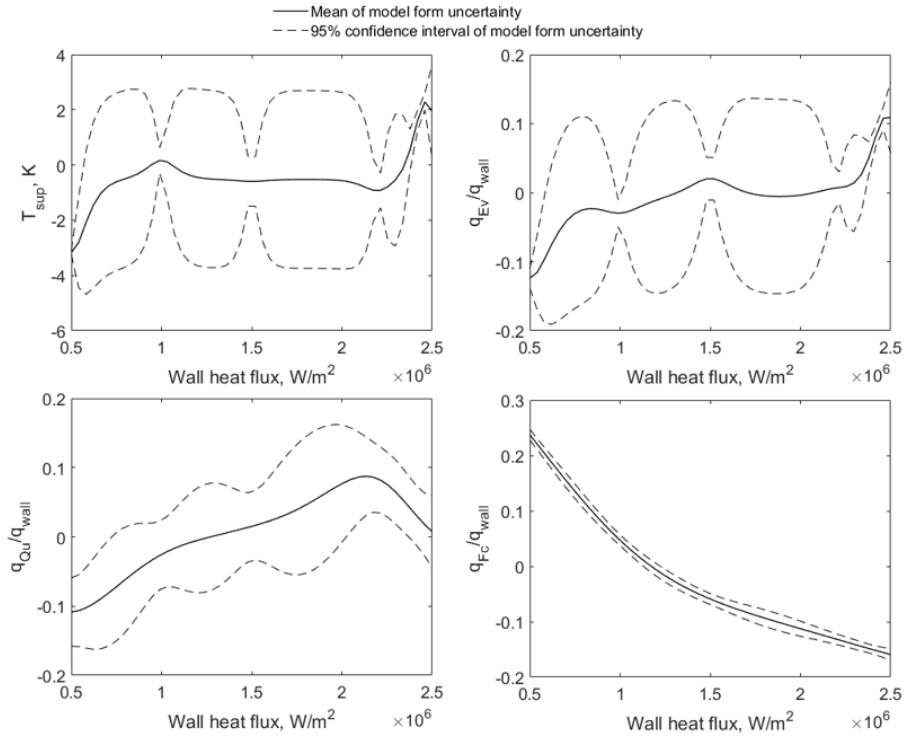 Mean of model form uncertainty
95% confidence interval of model form uncertainty
4
2
0
-2
-4
-6
T_sup, K
0.5 1 1.5 2 2.5
Wall heat flux, W/m² ×10⁶
0.2
0.1
0
-0.1
-0.2
q_Ev/q_wall
0.5 1 1.5 2 2.5
Wall heat flux, W/m² ×10⁶
0.2
0.1
0
-0.1
-0.2
q_Qu/q_wall
0.5 1 1.5 2 2.5
Wall heat flux, W/m² ×10⁶
0.3
0.2
0.1
0
-0.1
-0.2
q_Fc/q_wall
0.5 1 1.5 2 2.5
Wall heat flux, W/m² ×10⁶